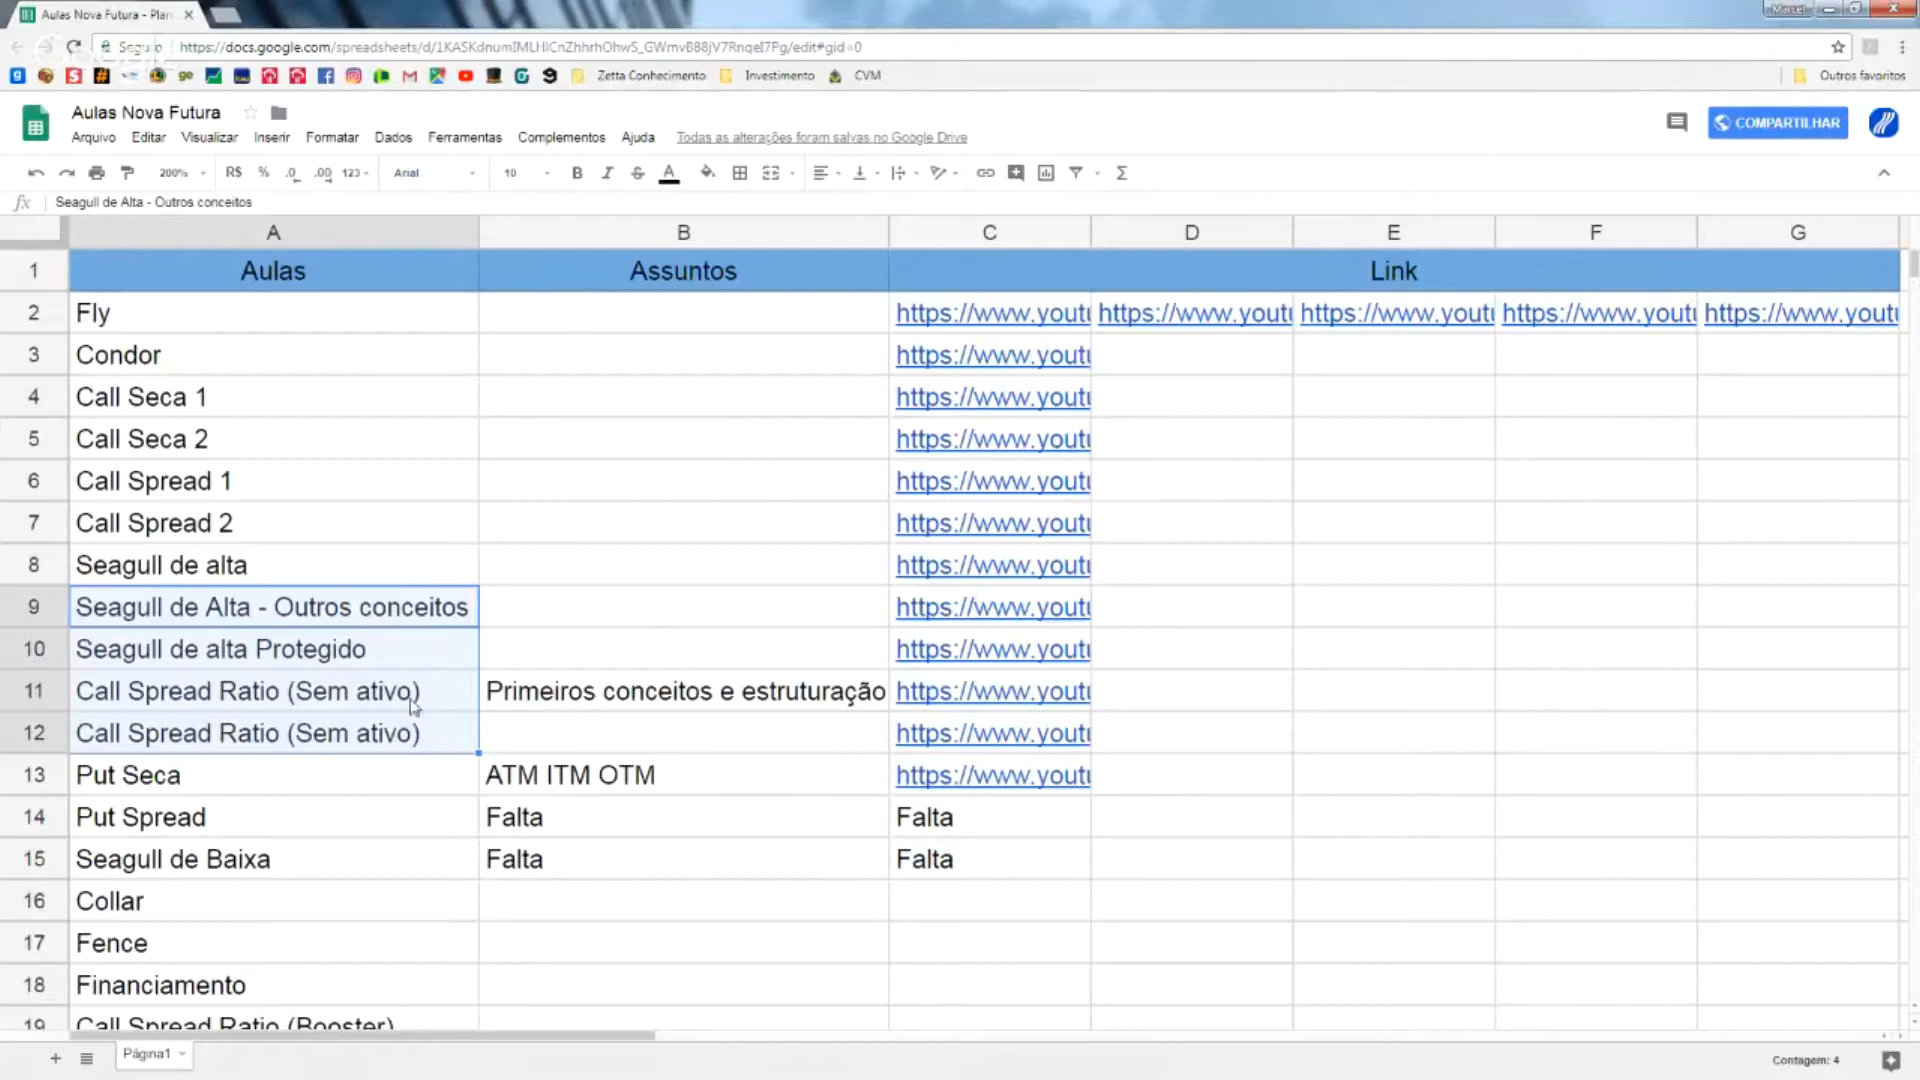 Aulas Nova Futura - Plan
Marcel
Seguro
https://docs.google.com/spreadsheets/d/1KASKdnumIMLHlCnZhhrhOhwS_GWmvB88jV7RnqeI7Pg/edit#gid=0
Zetta Conhecimento Investimento CVM Outros favoritos
Aulas Nova Futura
Arquivo Editar Visualizar Inserir Formatar Dados Ferramentas Complementos Ajuda Todas as alterações foram salvas no Google Drive
COMPARTILHAR
200% R$ % .0 .00 123 Arial 10 B I S A Σ
fx Seagull de Alta - Outros conceitos
A B C D E F G
1 Aulas Assuntos Link
2 Fly https://www.yout https://www.yout https://www.yout https://www.yout https://www.yout
3 Condor https://www.yout
4 Call Seca 1 https://www.yout
5 Call Seca 2 https://www.yout
6 Call Spread 1 https://www.yout
7 Call Spread 2 https://www.yout
8 Seagull de alta https://www.yout
9 Seagull de Alta - Outros conceitos https://www.yout
10 Seagull de alta Protegido https://www.yout
11 Call Spread Ratio (Sem ativo) Primeiros conceitos e estruturação https://www.yout
12 Call Spread Ratio (Sem ativo) https://www.yout
13 Put Seca ATM ITM OTM https://www.yout
14 Put Spread Falta Falta
15 Seagull de Baixa Falta Falta
16 Collar
17 Fence
18 Financiamento
19 Call Spread Ratio (Booster)
Página1 Contagem: 4